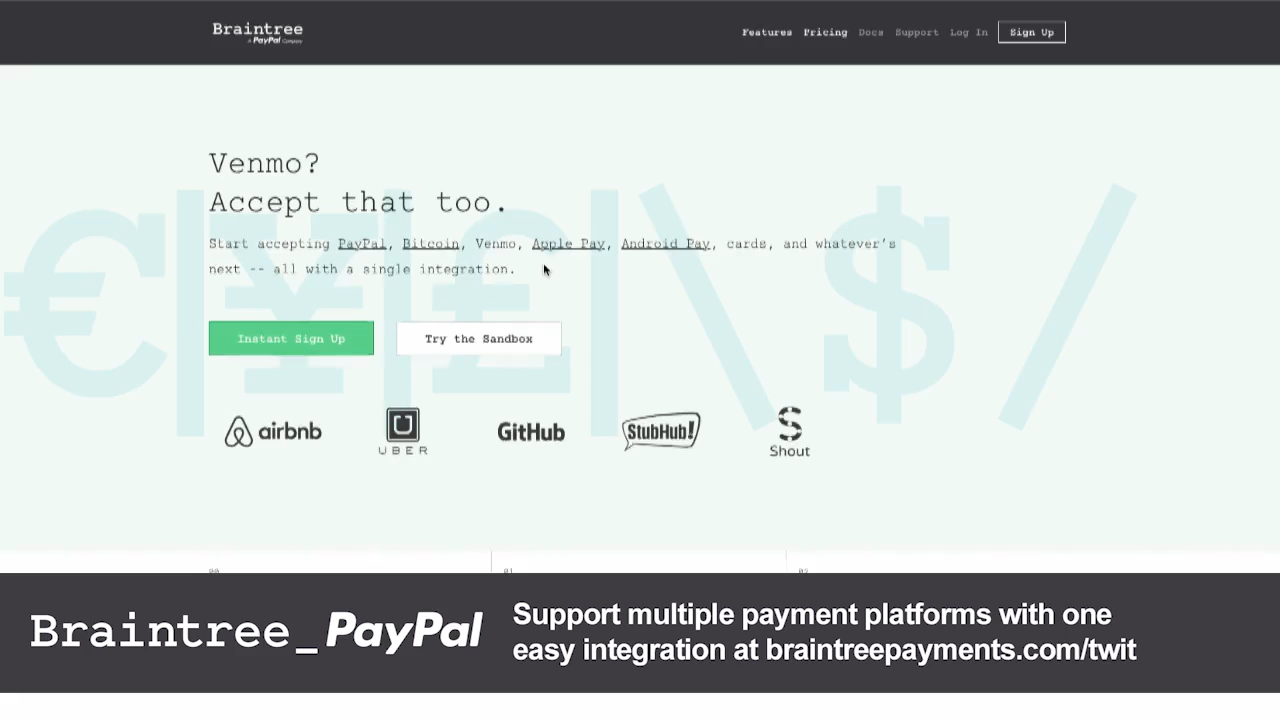 Braintree
A PayPal Company
Features Pricing Docs Support Log In Sign Up
Venmo?
Accept that too.
Start accepting PayPal, Bitcoin, Venmo, Apple Pay, Android Pay, cards, and whatever's
next -- all with a single integration.
Instant Sign Up Try the Sandbox
€|¥|£|\$/
airbnb UBER GitHub StubHub! Shout
01 02
Braintree_PayPal
Support multiple payment platforms with one
easy integration at braintreepayments.com/twit